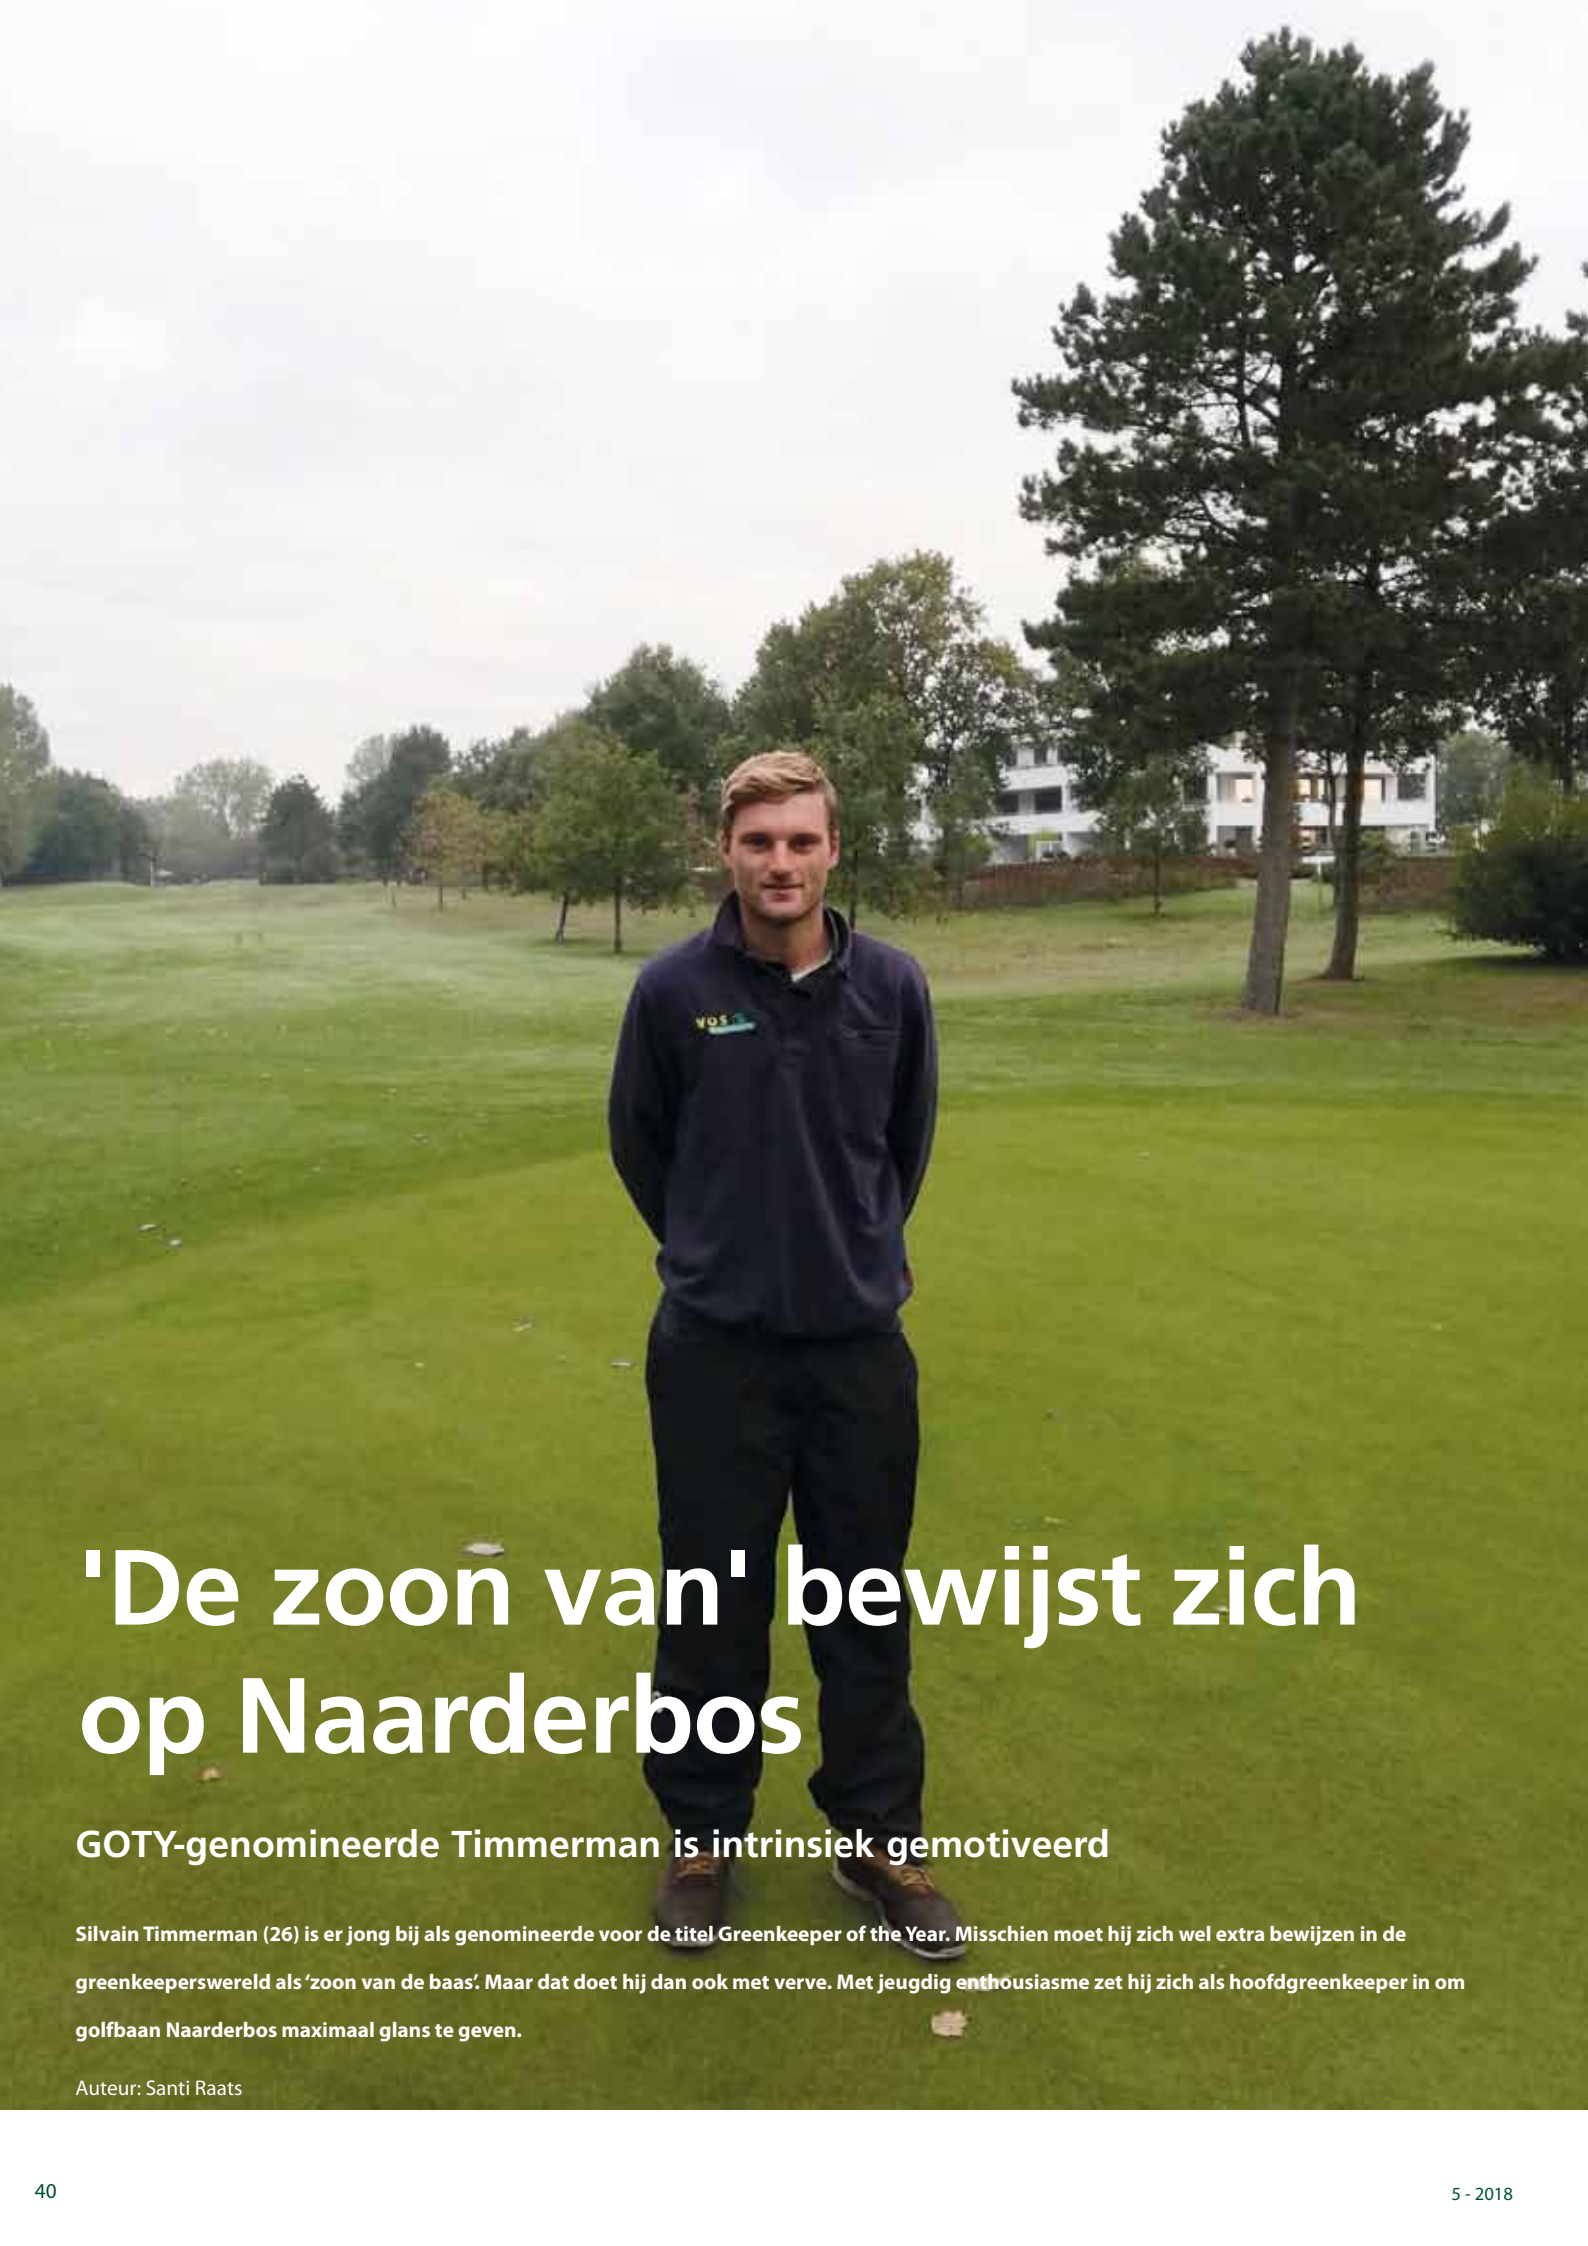 VOS
'De zoon van' bewijst zich
op Naarderbos
GOTY-genomineerde Timmerman is intrinsiek gemotiveerd
Silvain Timmerman (26) is er jong bij als genomineerde voor de titel Greenkeeper of the Year. Misschien moet hij zich wel extra bewijzen in de
greenkeeperswereld als ‘zoon van de baas’. Maar dat doet hij dan ook met verve. Met jeugdig enthousiasme zet hij zich als hoofdgreenkeeper in om
golfbaan Naarderbos maximaal glans te geven.
Auteur: Santi Raats
40
5 - 2018